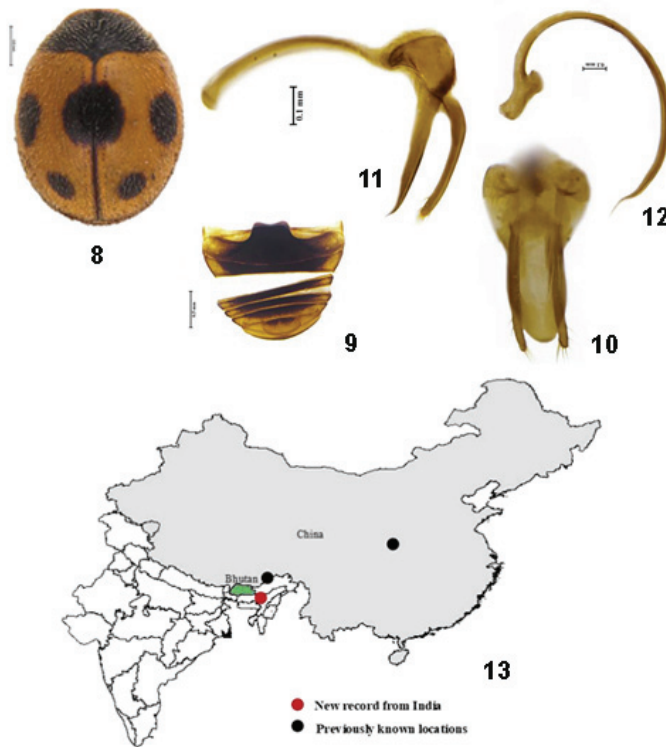 8
0.1 mm
11
12
9
10
China
Bhutan
13
New record from India
Previously known locations